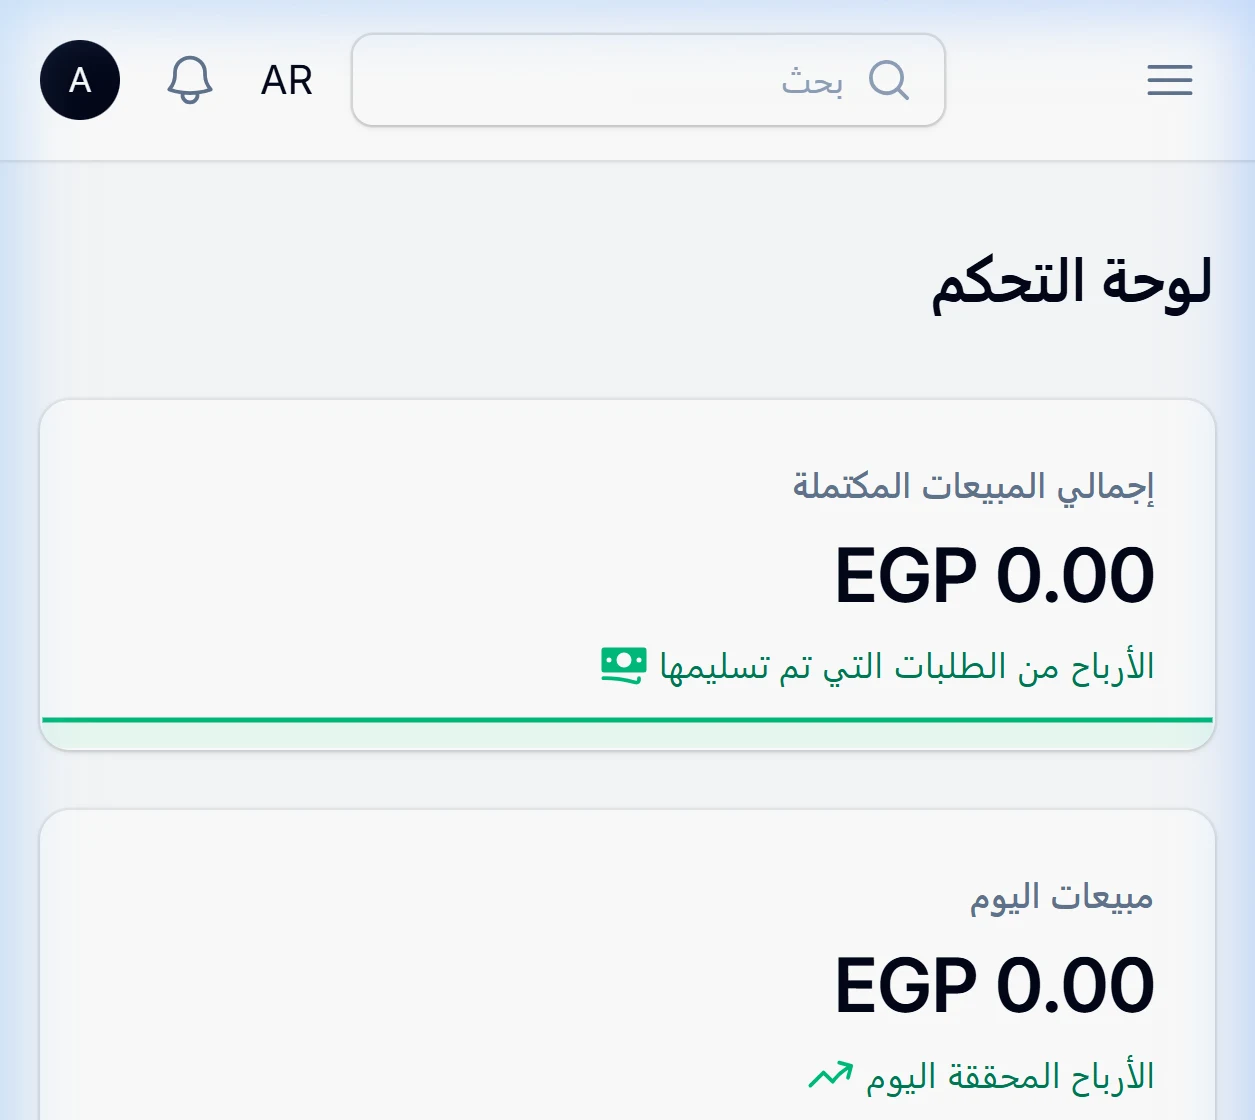 بحث
AR
A
لوحة التحكم
إجمالي المبيعات المكتملة
EGP 0.00
الأرباح من الطلبات التي تم تسليمها
مبيعات اليوم
EGP 0.00
الأرباح المحققة اليوم